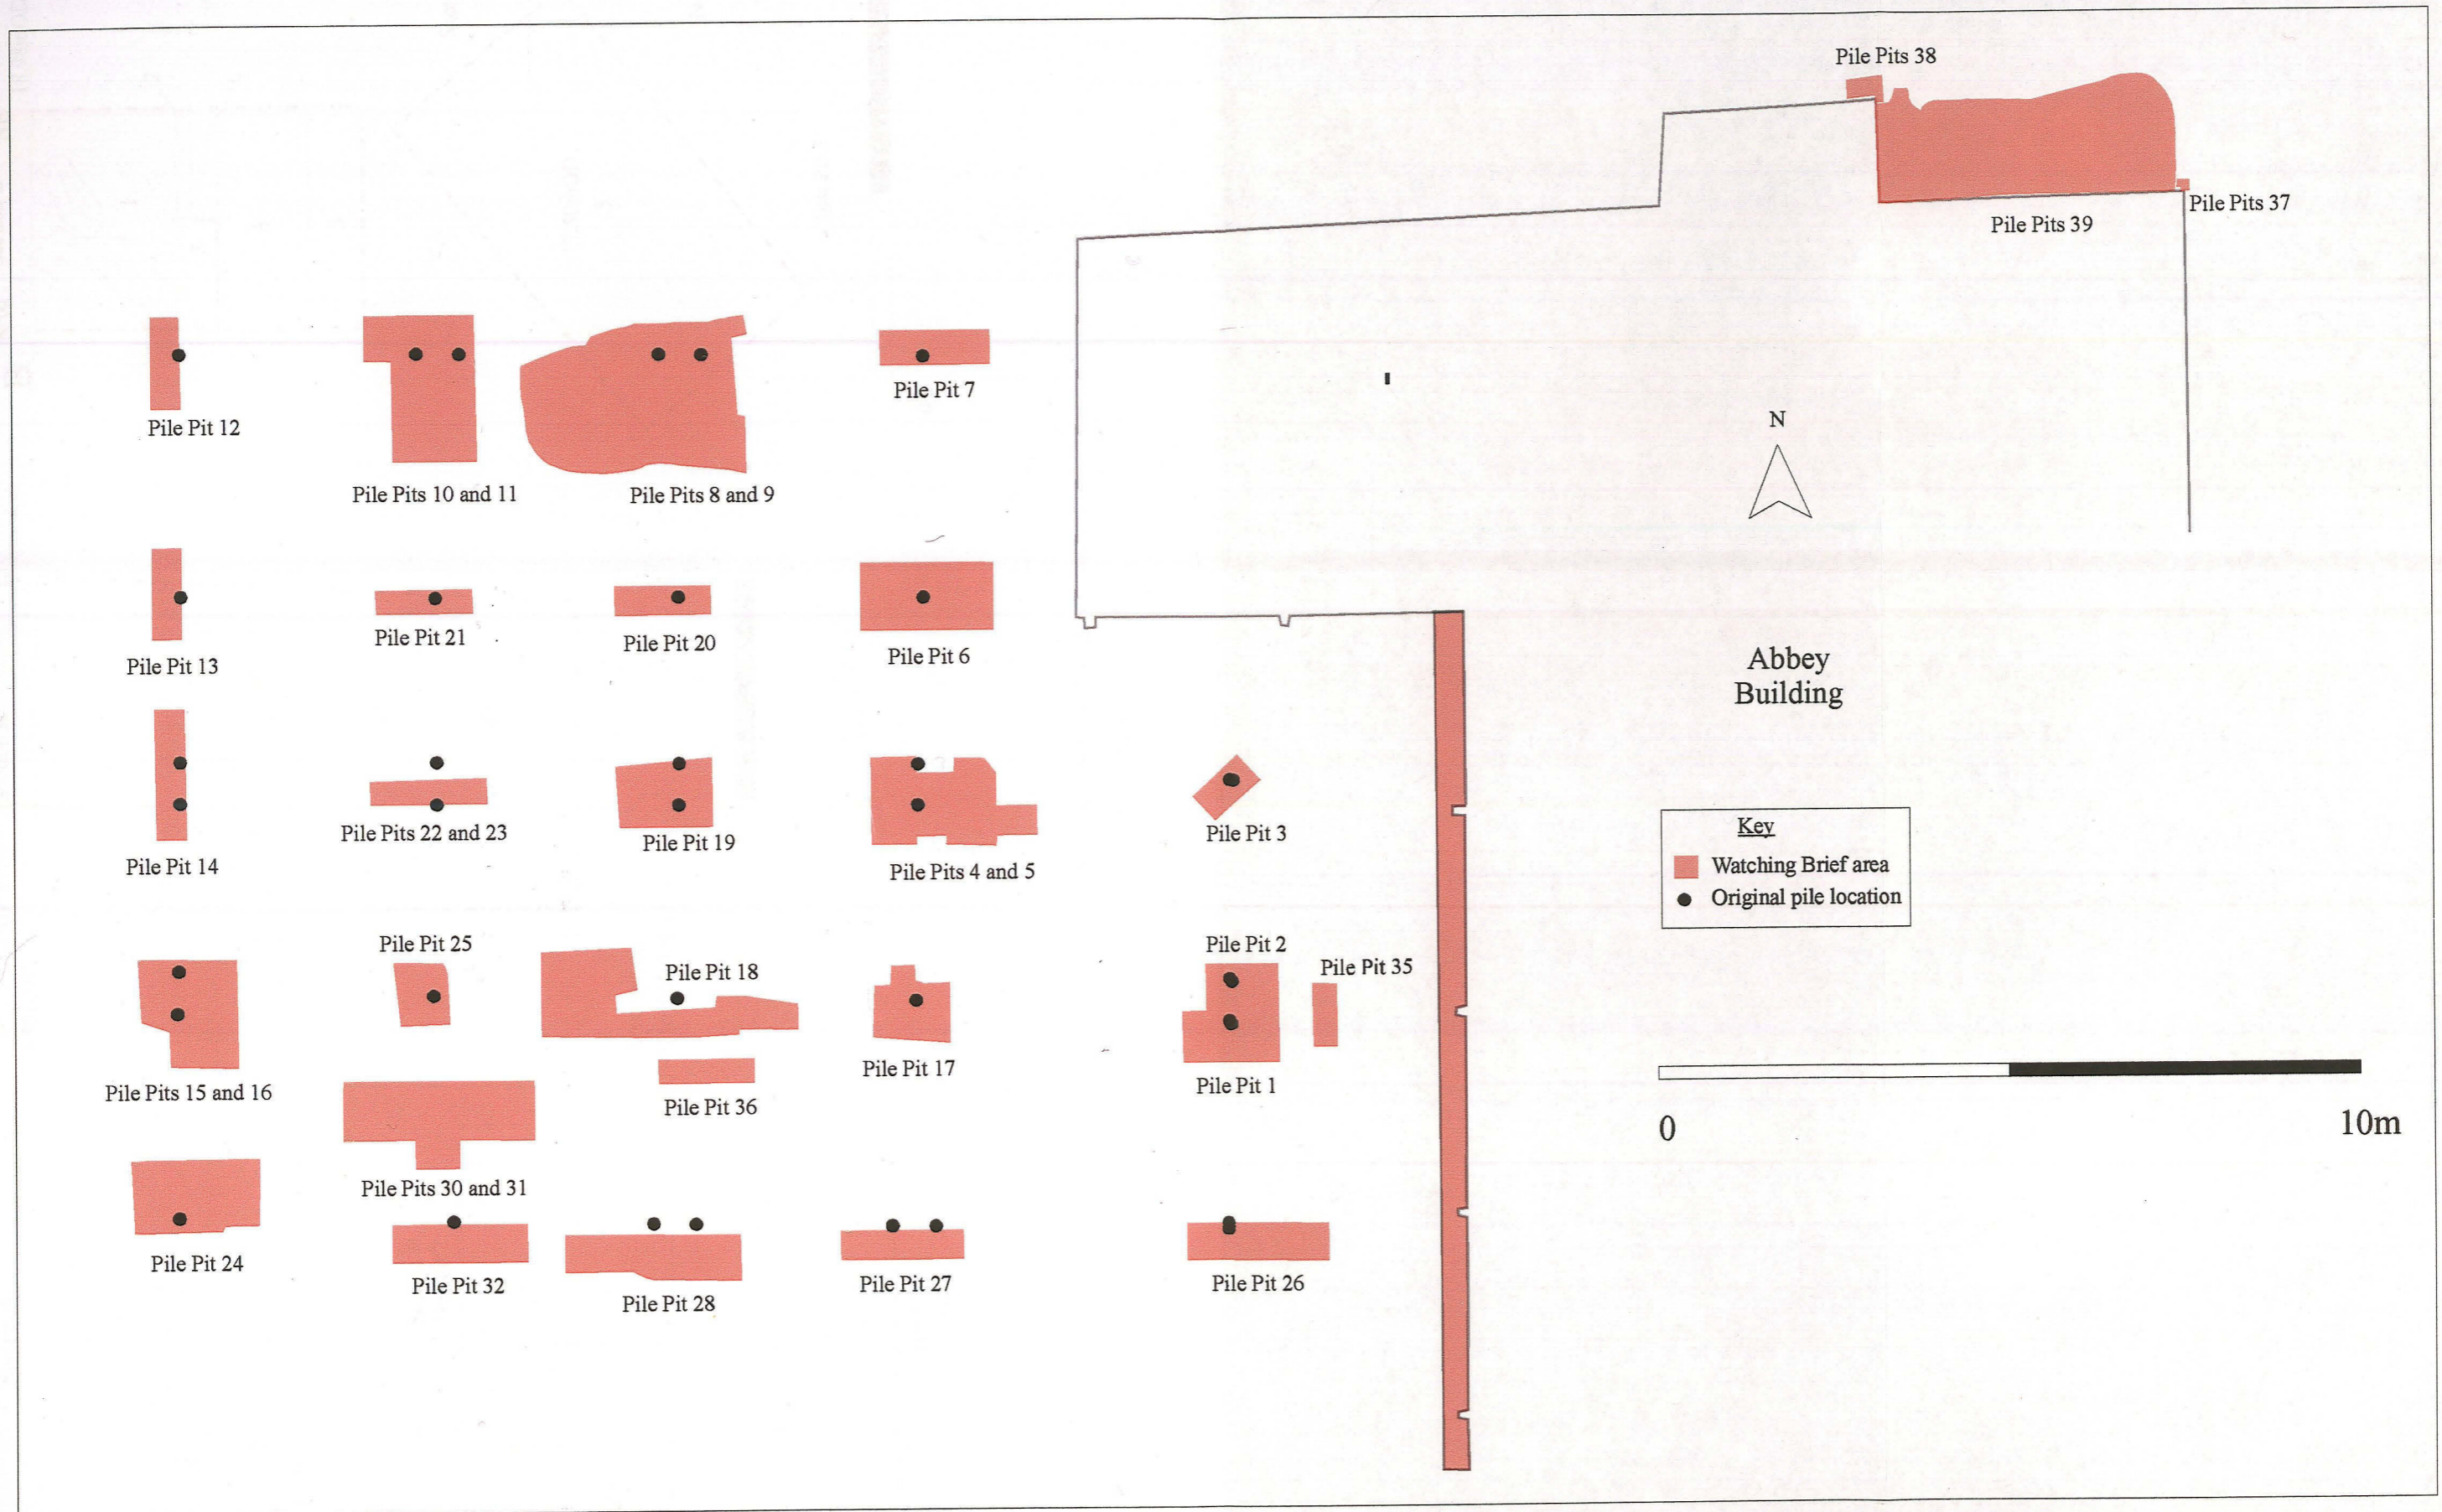 Pile Pits 38
Pile Pits 37
Pile Pits 39
Pile Pit 7
Pile Pit 12
N
Pile Pits 10 and 11
Pile Pits 8 and 9
Pile Pit 21
Pile Pit 20
Pile Pit 6
Pile Pit 13
Abbey
Building
Pile Pits 22 and 23
Pile Pit 19
Pile Pit 3
Pile Pit 14
Pile Pits 4 and 5
Key
Watching Brief area
Original pile location
Pile Pit 25
Pile Pit 18
Pile Pit 2
Pile Pit 35
Pile Pits 15 and 16
Pile Pit 36
Pile Pit 17
Pile Pit 1
0
10m
Pile Pits 30 and 31
Pile Pit 24
Pile Pit 32
Pile Pit 28
Pile Pit 27
Pile Pit 26